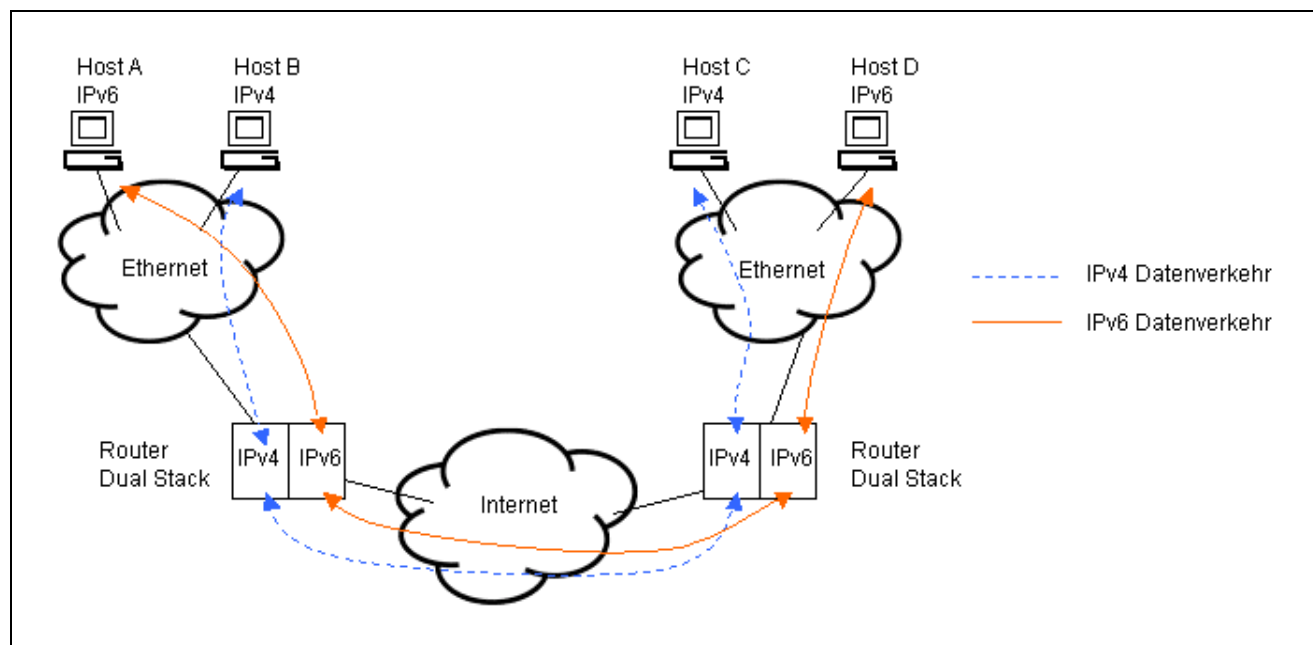 Host A
IPv6
Host B
IPv4
Host C
IPv4
Host D
IPv6
Ethernet
Ethernet
IPv4 Datenverkehr
IPv6 Datenverkehr
Router
Dual Stack
IPv4
IPv6
Internet
IPv4
IPv6
Router
Dual Stack